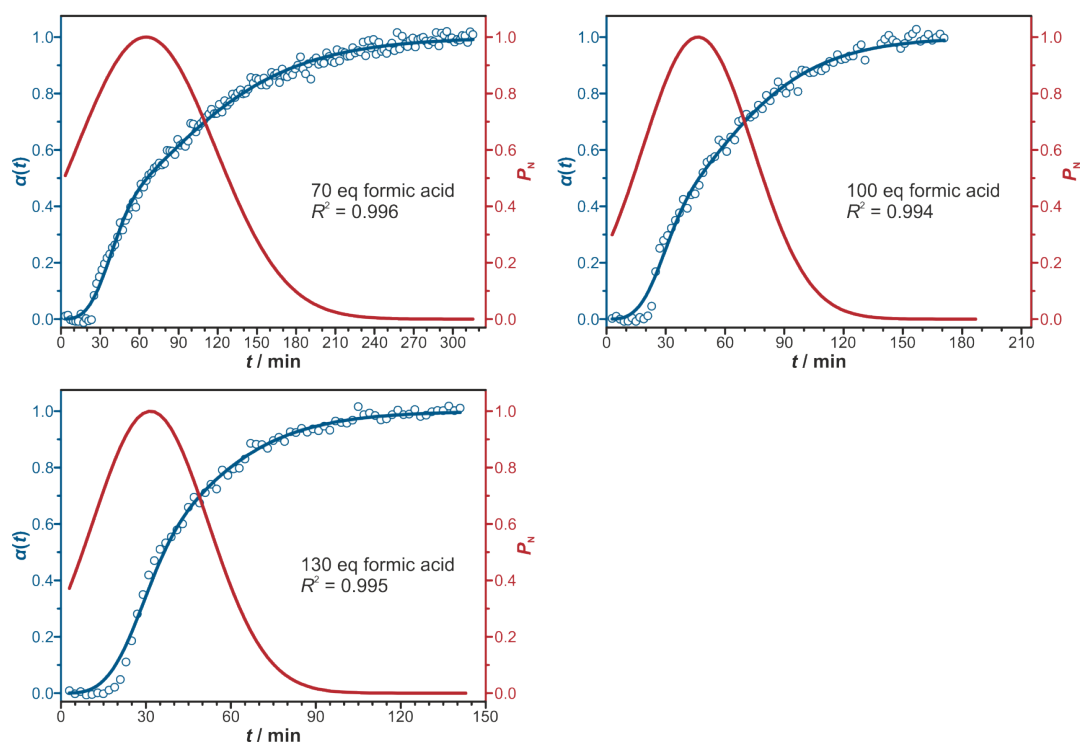 1.0
0.8
0.6
0.4
0.2
0.0
α(t)
1.0
0.8
0.6
0.4
0.2
0.0
P_N
70 eq formic acid
R² = 0.996
0 30 60 90 120 150 180 210 240 270 300
t / min
1.0
0.8
0.6
0.4
0.2
0.0
α(t)
1.0
0.8
0.6
0.4
0.2
0.0
P_N
100 eq formic acid
R² = 0.994
0 30 60 90 120 150 180 210
t / min
1.0
0.8
0.6
0.4
0.2
0.0
α(t)
1.0
0.8
0.6
0.4
0.2
0.0
P_N
130 eq formic acid
R² = 0.995
0 30 60 90 120 150
t / min